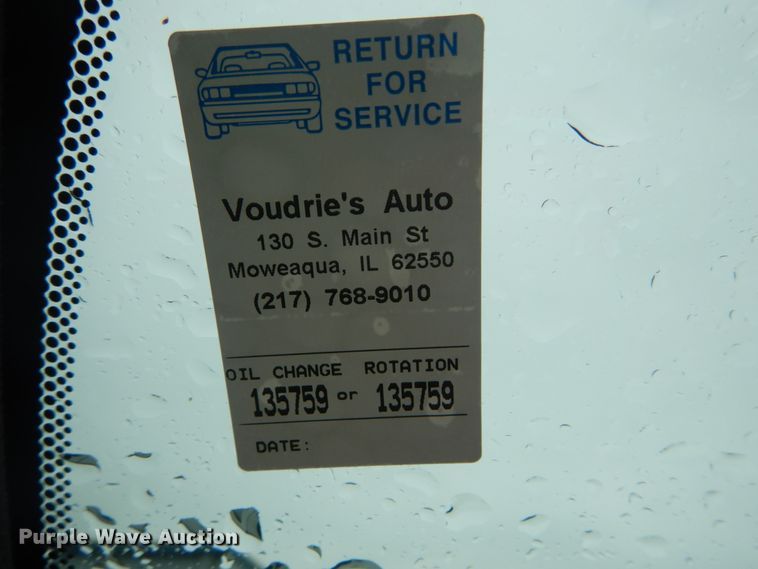 RETURN
FOR
SERVICE
Voudrie's Auto
130 S. Main St
Moweaqua, IL 62550
(217) 768-9010
OIL CHANGE ROTATION
135759 or 135759
DATE:
Purple Wave Auction